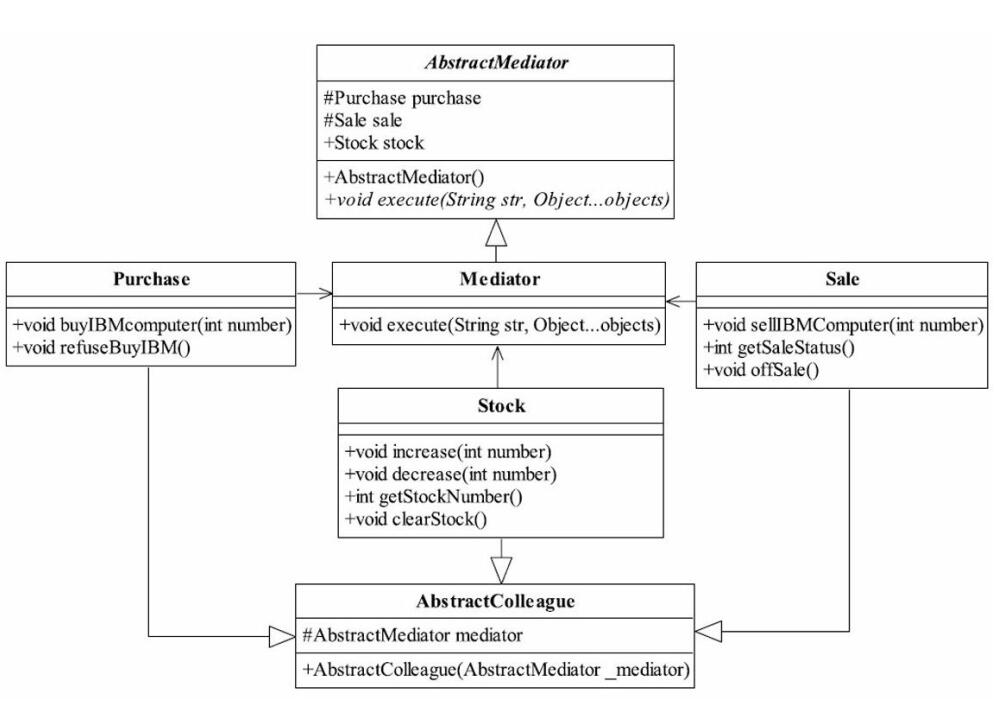 AbstractMediator
#Purchase purchase
#Sale sale
+Stock stock
+AbstractMediator()
+void execute(String str, Object...objects)
Purchase
+void buyIBMcomputer(int number)
+void refuseBuyIBM()
Mediator
+void execute(String str, Object...objects)
Sale
+void sellIBMComputer(int number)
+int getSaleStatus()
+void offSale()
Stock
+void increase(int number)
+void decrease(int number)
+int getStockNumber()
+void clearStock()
AbstractColleague
#AbstractMediator mediator
+AbstractColleague(AbstractMediator _mediator)